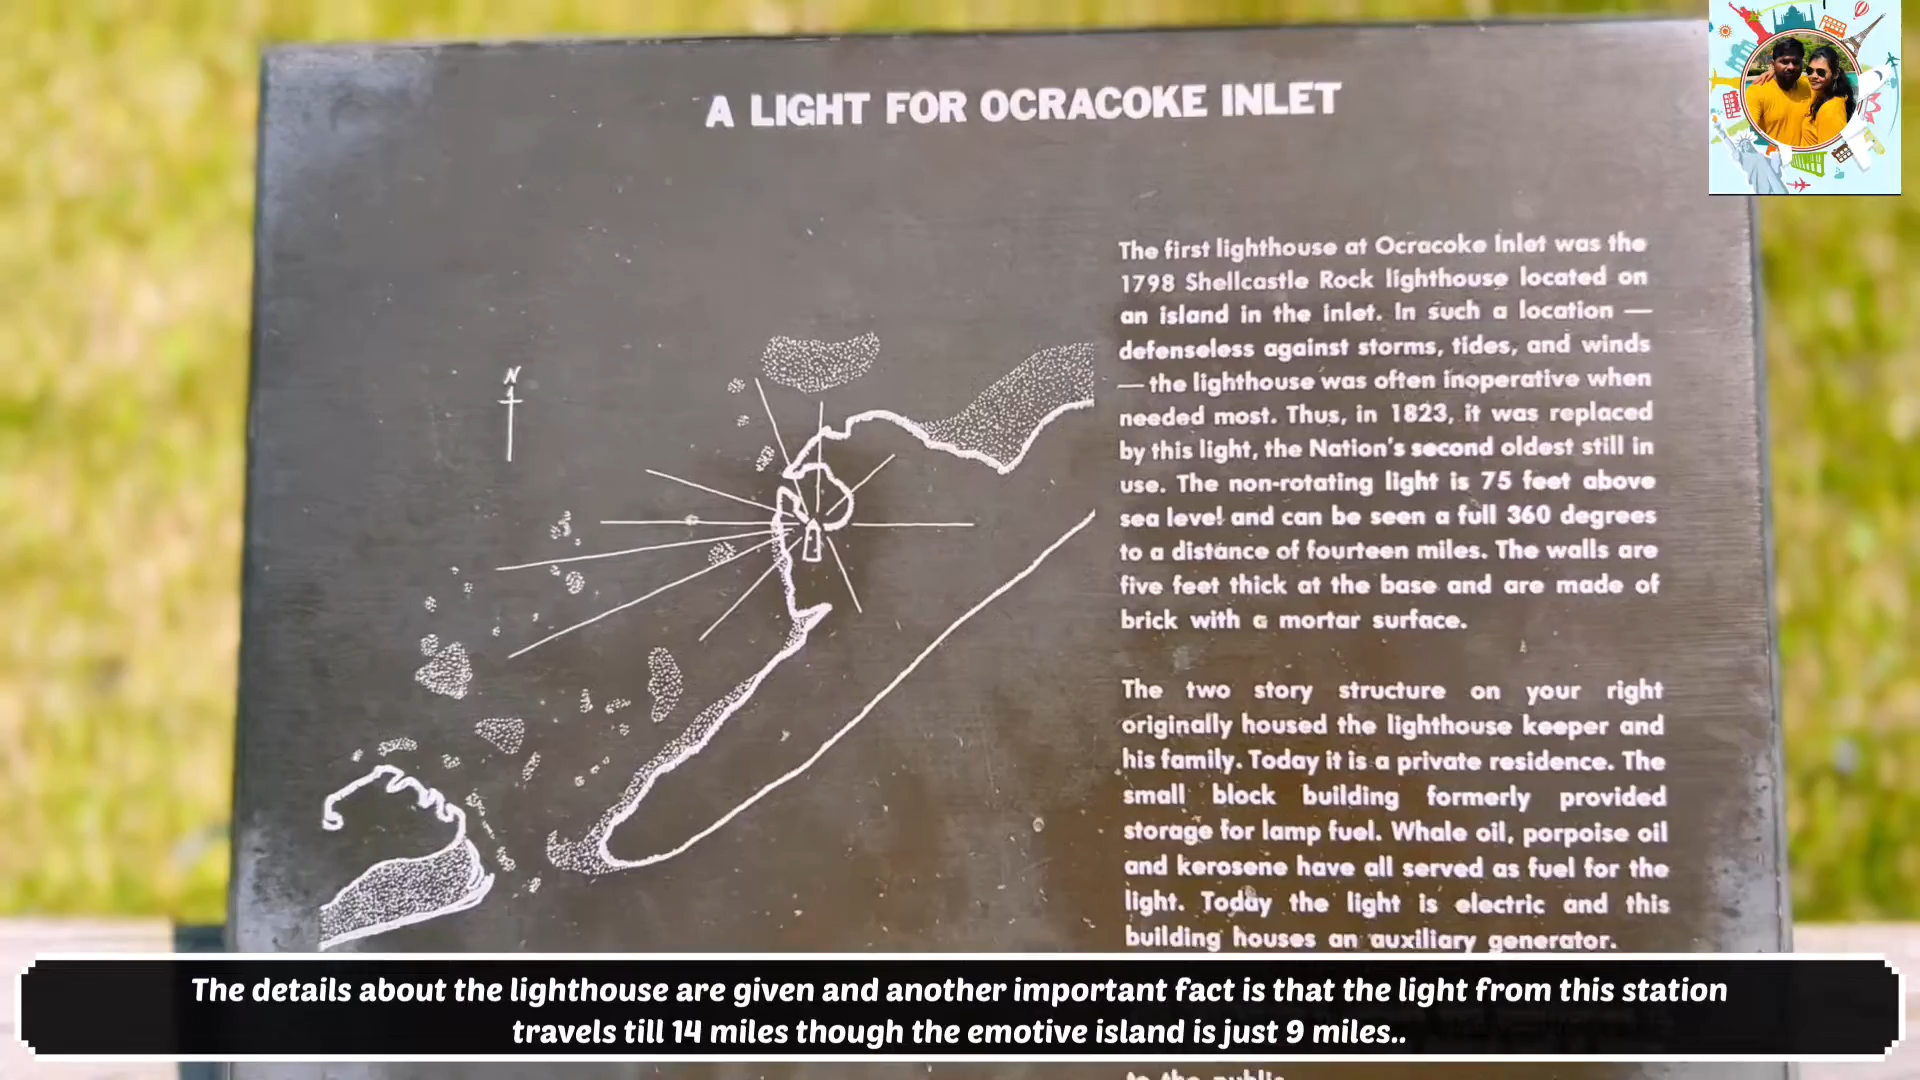 A LIGHT FOR OCRACOKE INLET
N
The first lighthouse at Ocracoke Inlet was the
1798 Shellcastle Rock lighthouse located on
an island in the inlet. In such a location —
defenseless against storms, tides, and winds
— the lighthouse was often inoperative when
needed most. Thus, in 1823, it was replaced
by this light, the Nation's second oldest still in
use. The non-rotating light is 75 feet above
sea level and can be seen a full 360 degrees
to a distance of fourteen miles. The walls are
five feet thick at the base and are made of
brick with a mortar surface.
The two story structure on your right
originally housed the lighthouse keeper and
his family. Today it is a private residence. The
small block building formerly provided
storage for lamp fuel. Whale oil, porpoise oil
and kerosene have all served as fuel for the
light. Today the light is electric and this
building houses an auxiliary generator.
to the public
The details about the lighthouse are given and another important fact is that the light from this station
travels till 14 miles though the emotive island is just 9 miles..